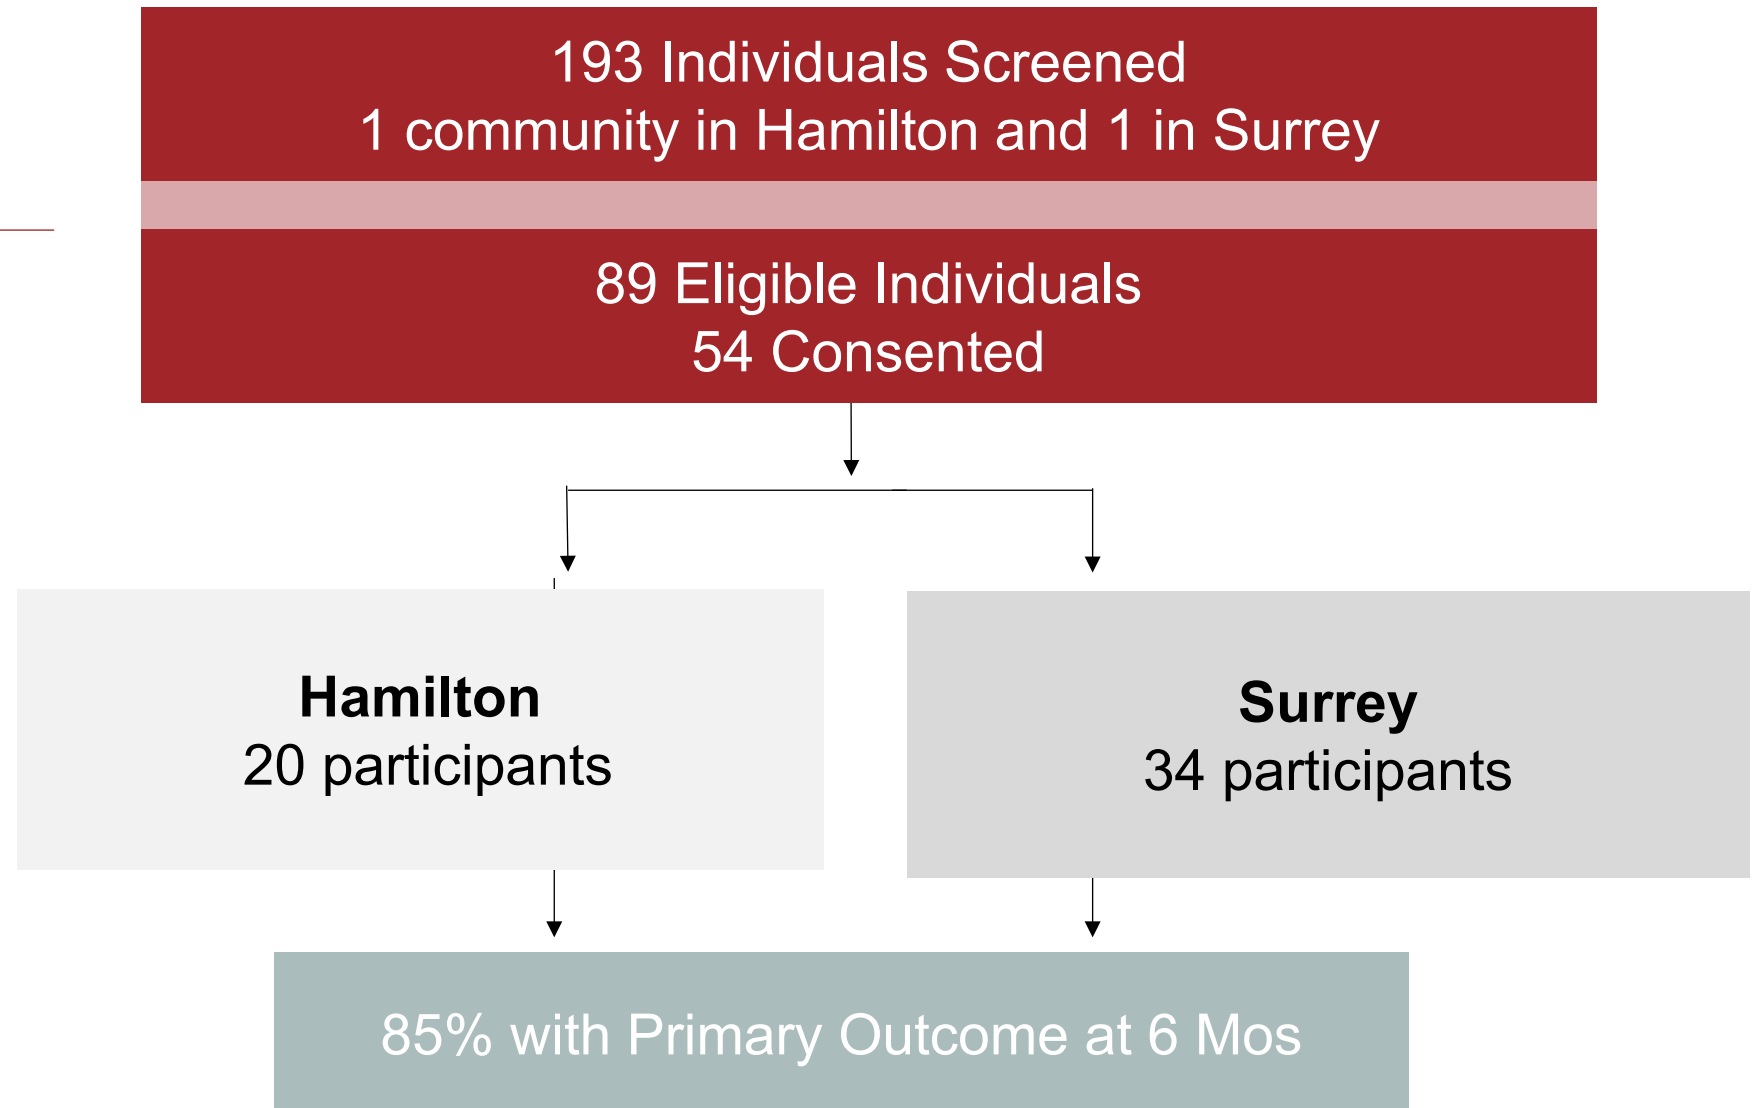 193 Individuals Screened
1 community in Hamilton and 1 in Surrey
89 Eligible Individuals
54 Consented
Hamilton
20 participants
Surrey
34 participants
85% with Primary Outcome at 6 Mos